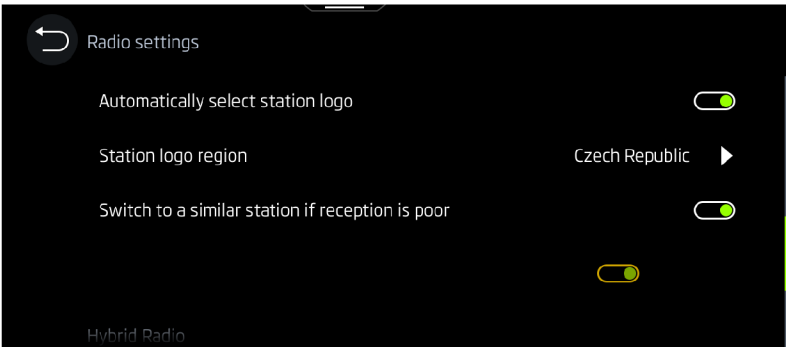 Radio settings
Automatically select station logo
Station logo region Czech Republic
Switch to a similar station if reception is poor
Hybrid Radio